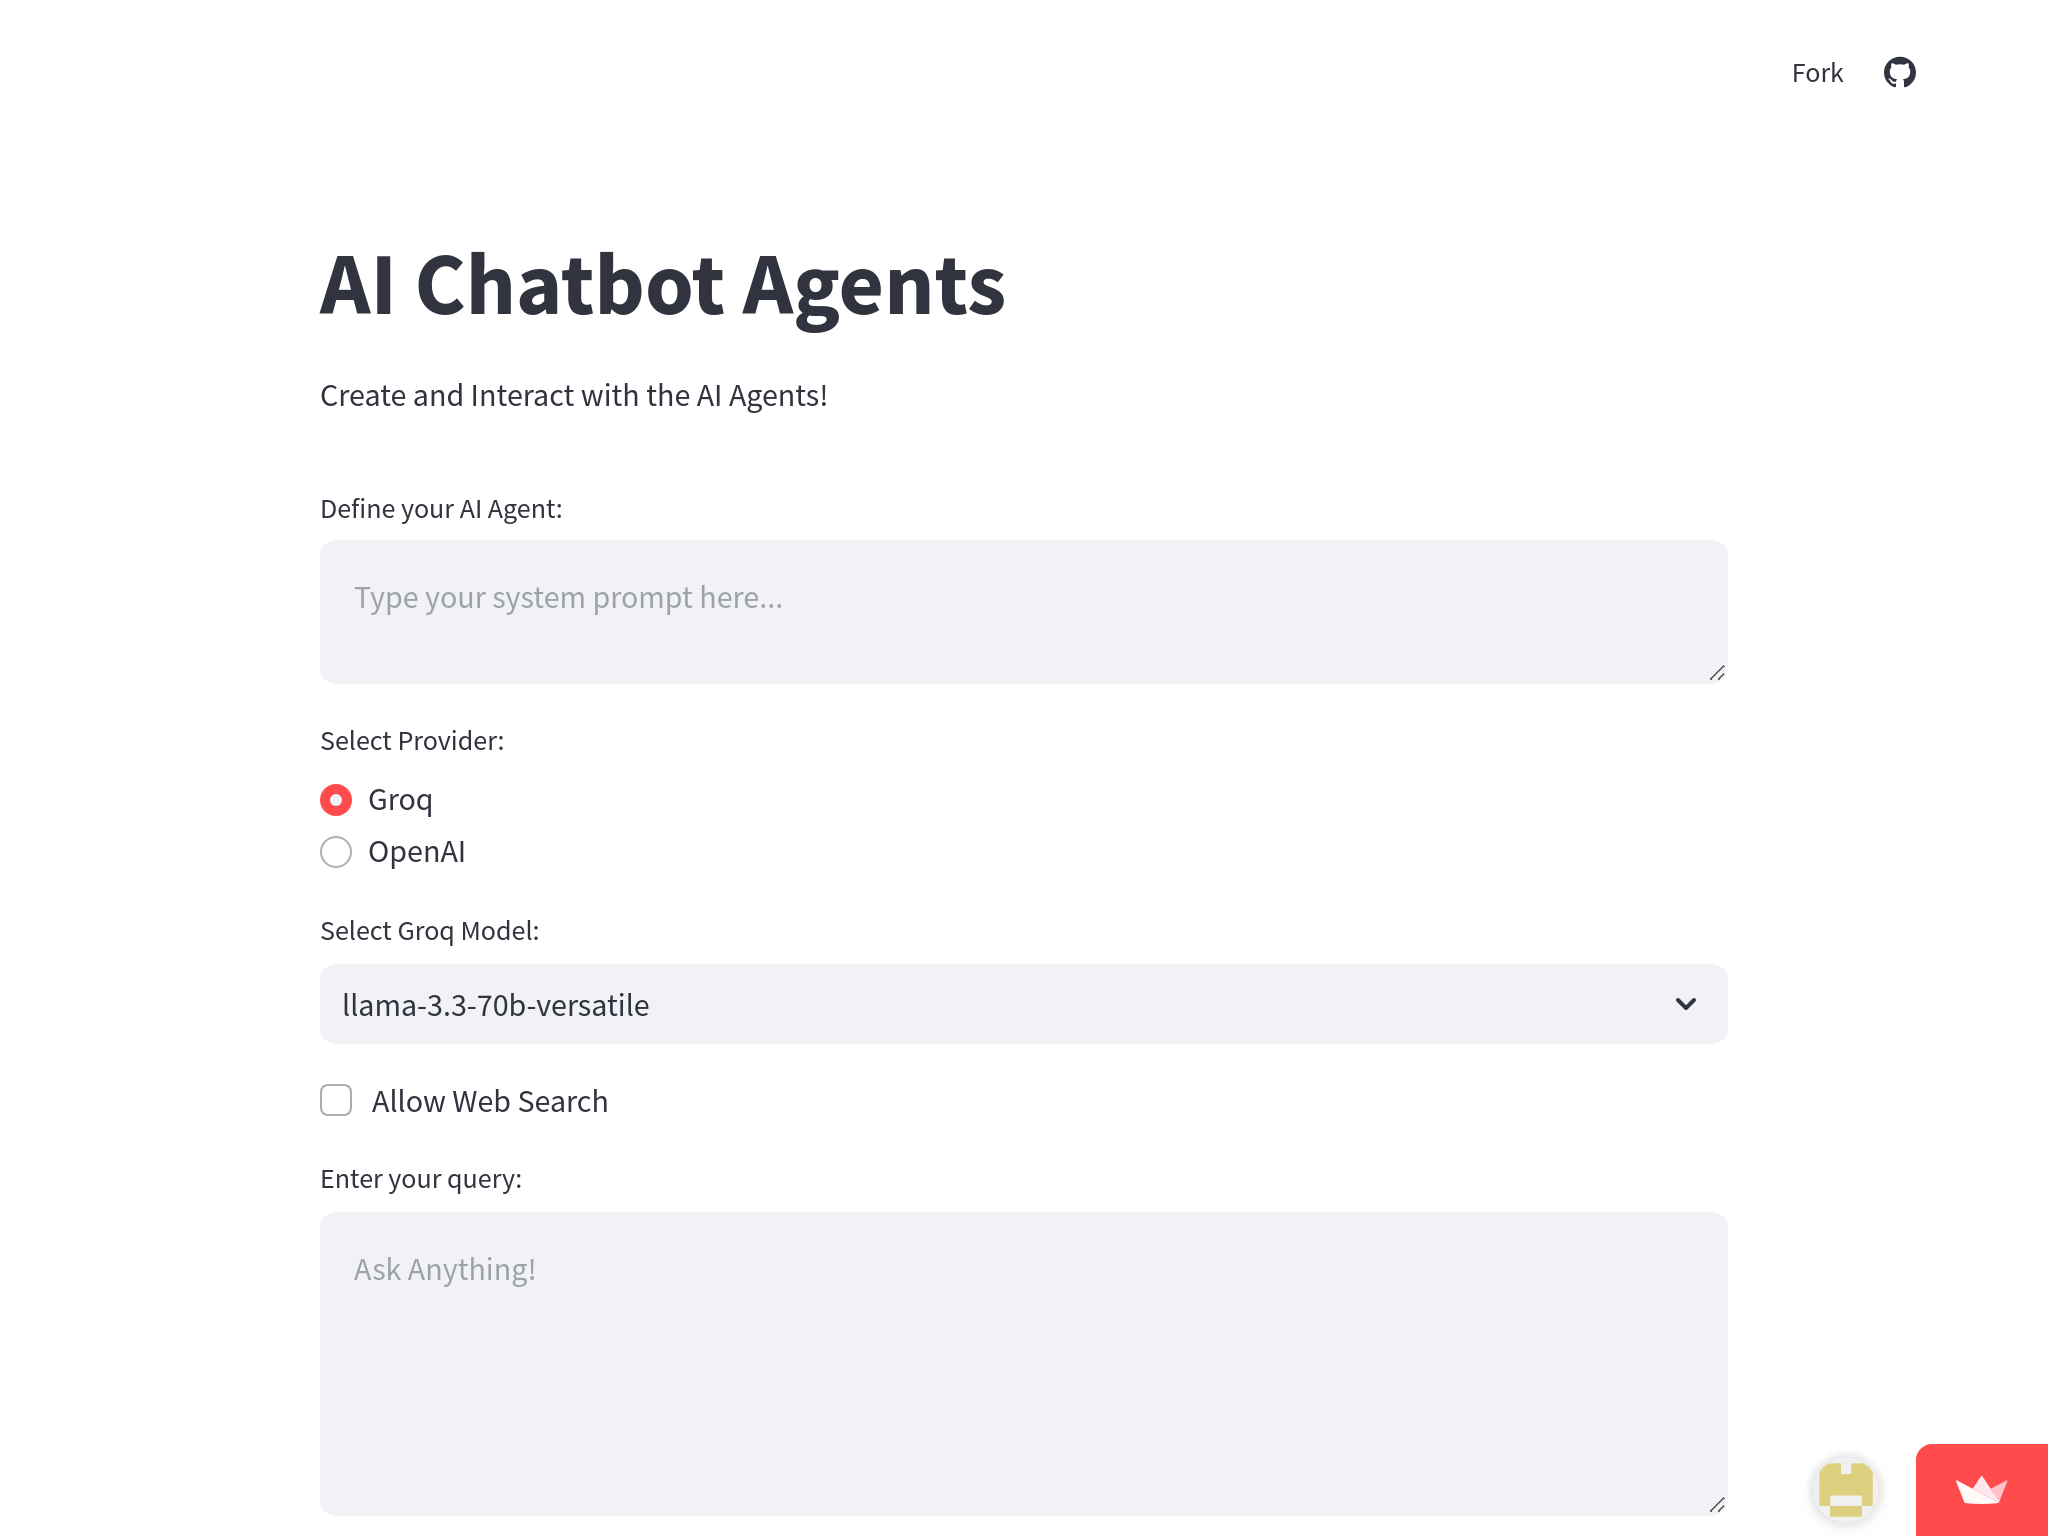 Fork
AI Chatbot Agents
Create and Interact with the AI Agents!
Define your AI Agent:
Type your system prompt here...
Select Provider:
Groq
OpenAI
Select Groq Model:
llama-3.3-70b-versatile
Allow Web Search
Enter your query:
Ask Anything!